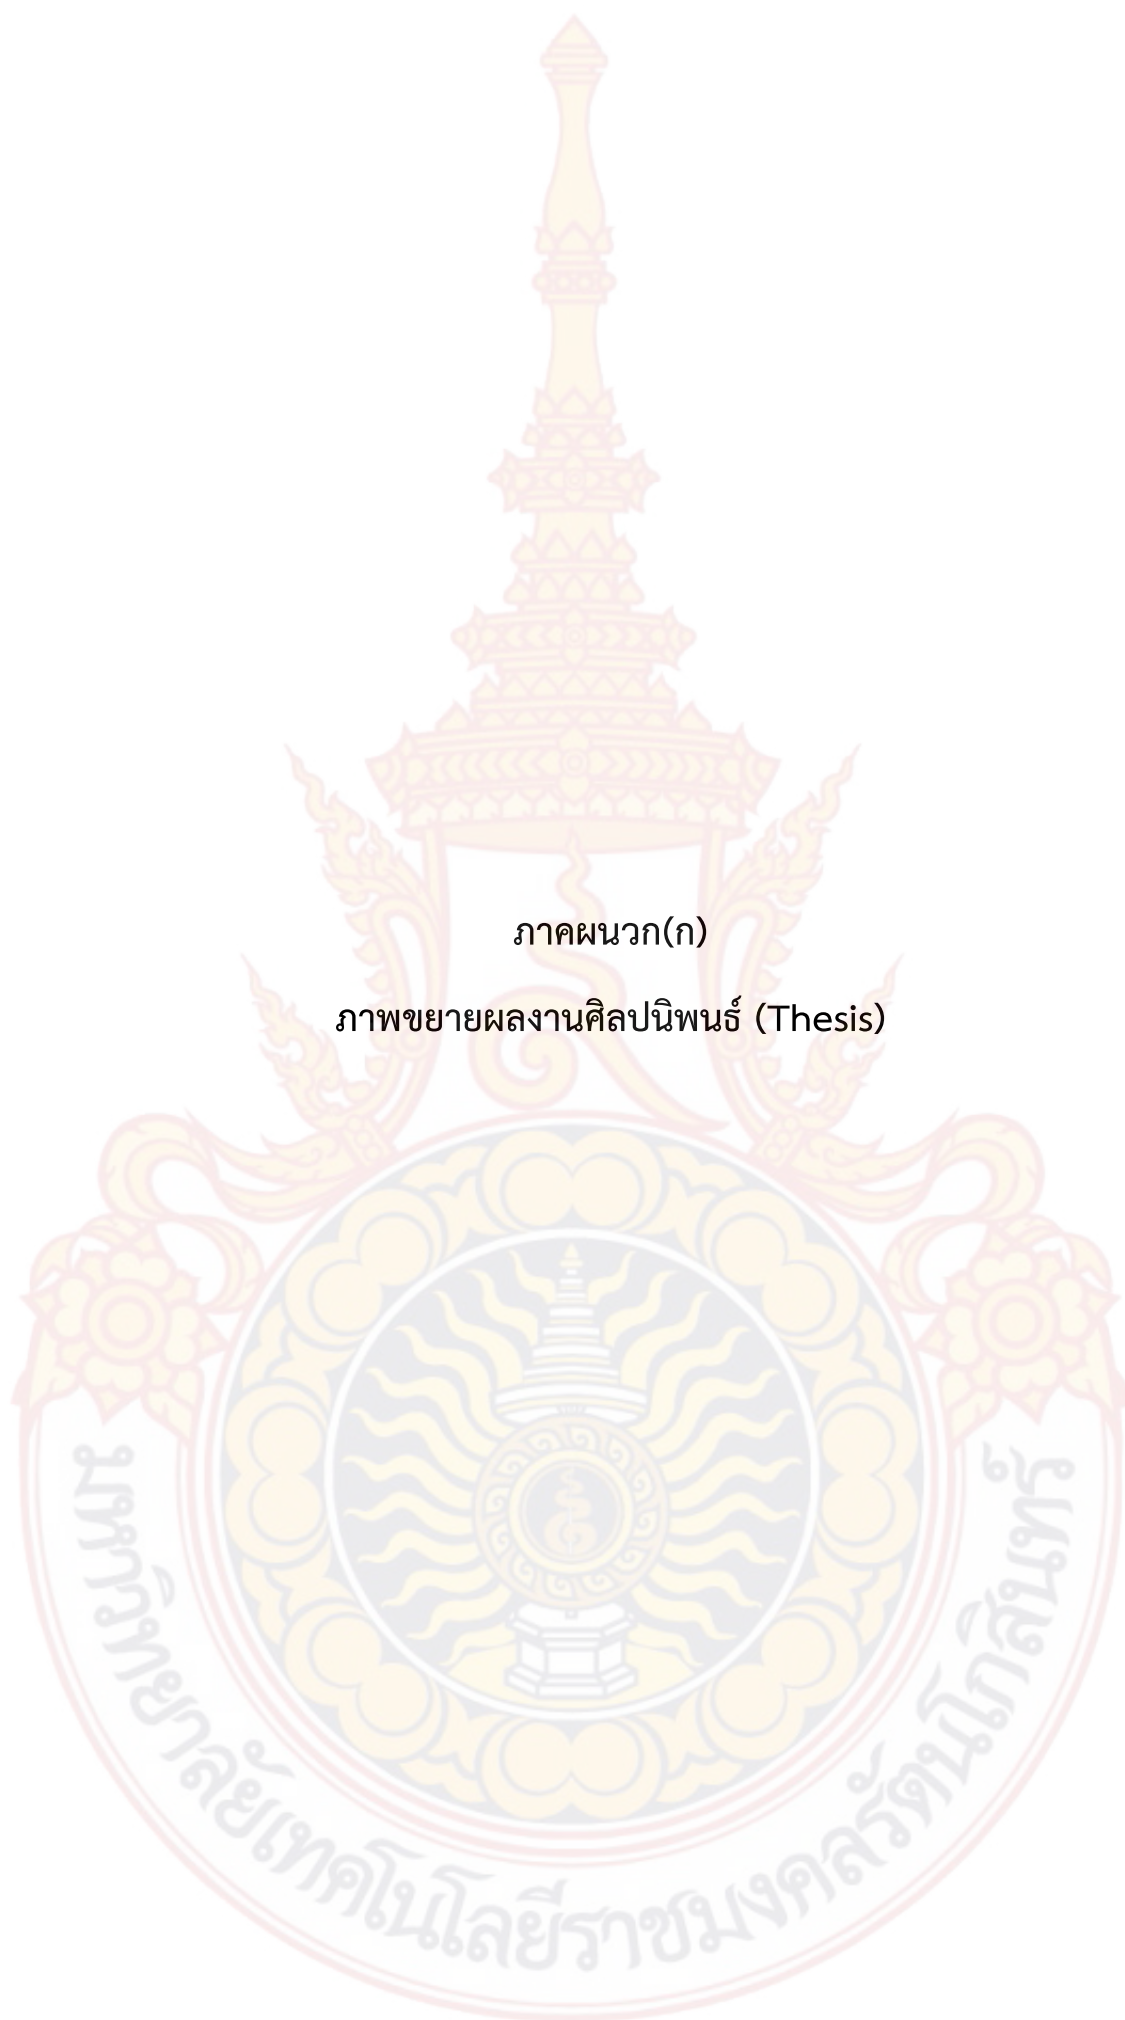 ภาคผนวก(ก)
ภาพขยายผลงานศิลปนิพนธ์ (Thesis)
มหาวิทยาลัยเทคโนโลยีราชมงคลรัตนโกสินทร์